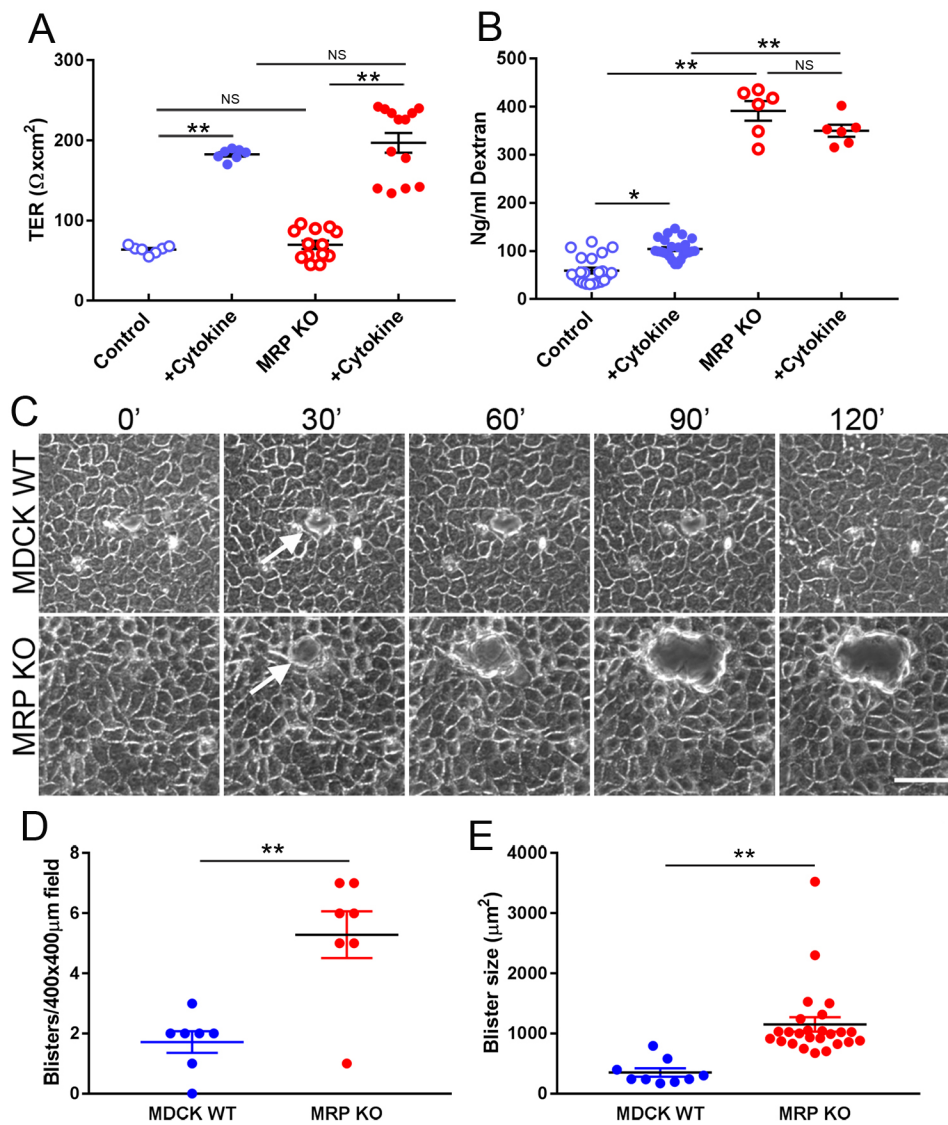 A
TER (Ωxcm2)
300
200
100
0
NS
NS
**
**
Control
+Cytokine
MRP KO
+Cytokine
B
Ng/ml Dextran
500
400
300
200
100
0
**
**
NS
*
Control
+Cytokine
MRP KO
+Cytokine
C
0’ 30’ 60’ 90’ 120’
MDCK WT
MRP KO
D
Blisters/400x400μm field
8
6
4
2
0
**
MDCK WT MRP KO
E
Blister size (μm²)
4000
3000
2000
1000
0
**
MDCK WT MRP KO